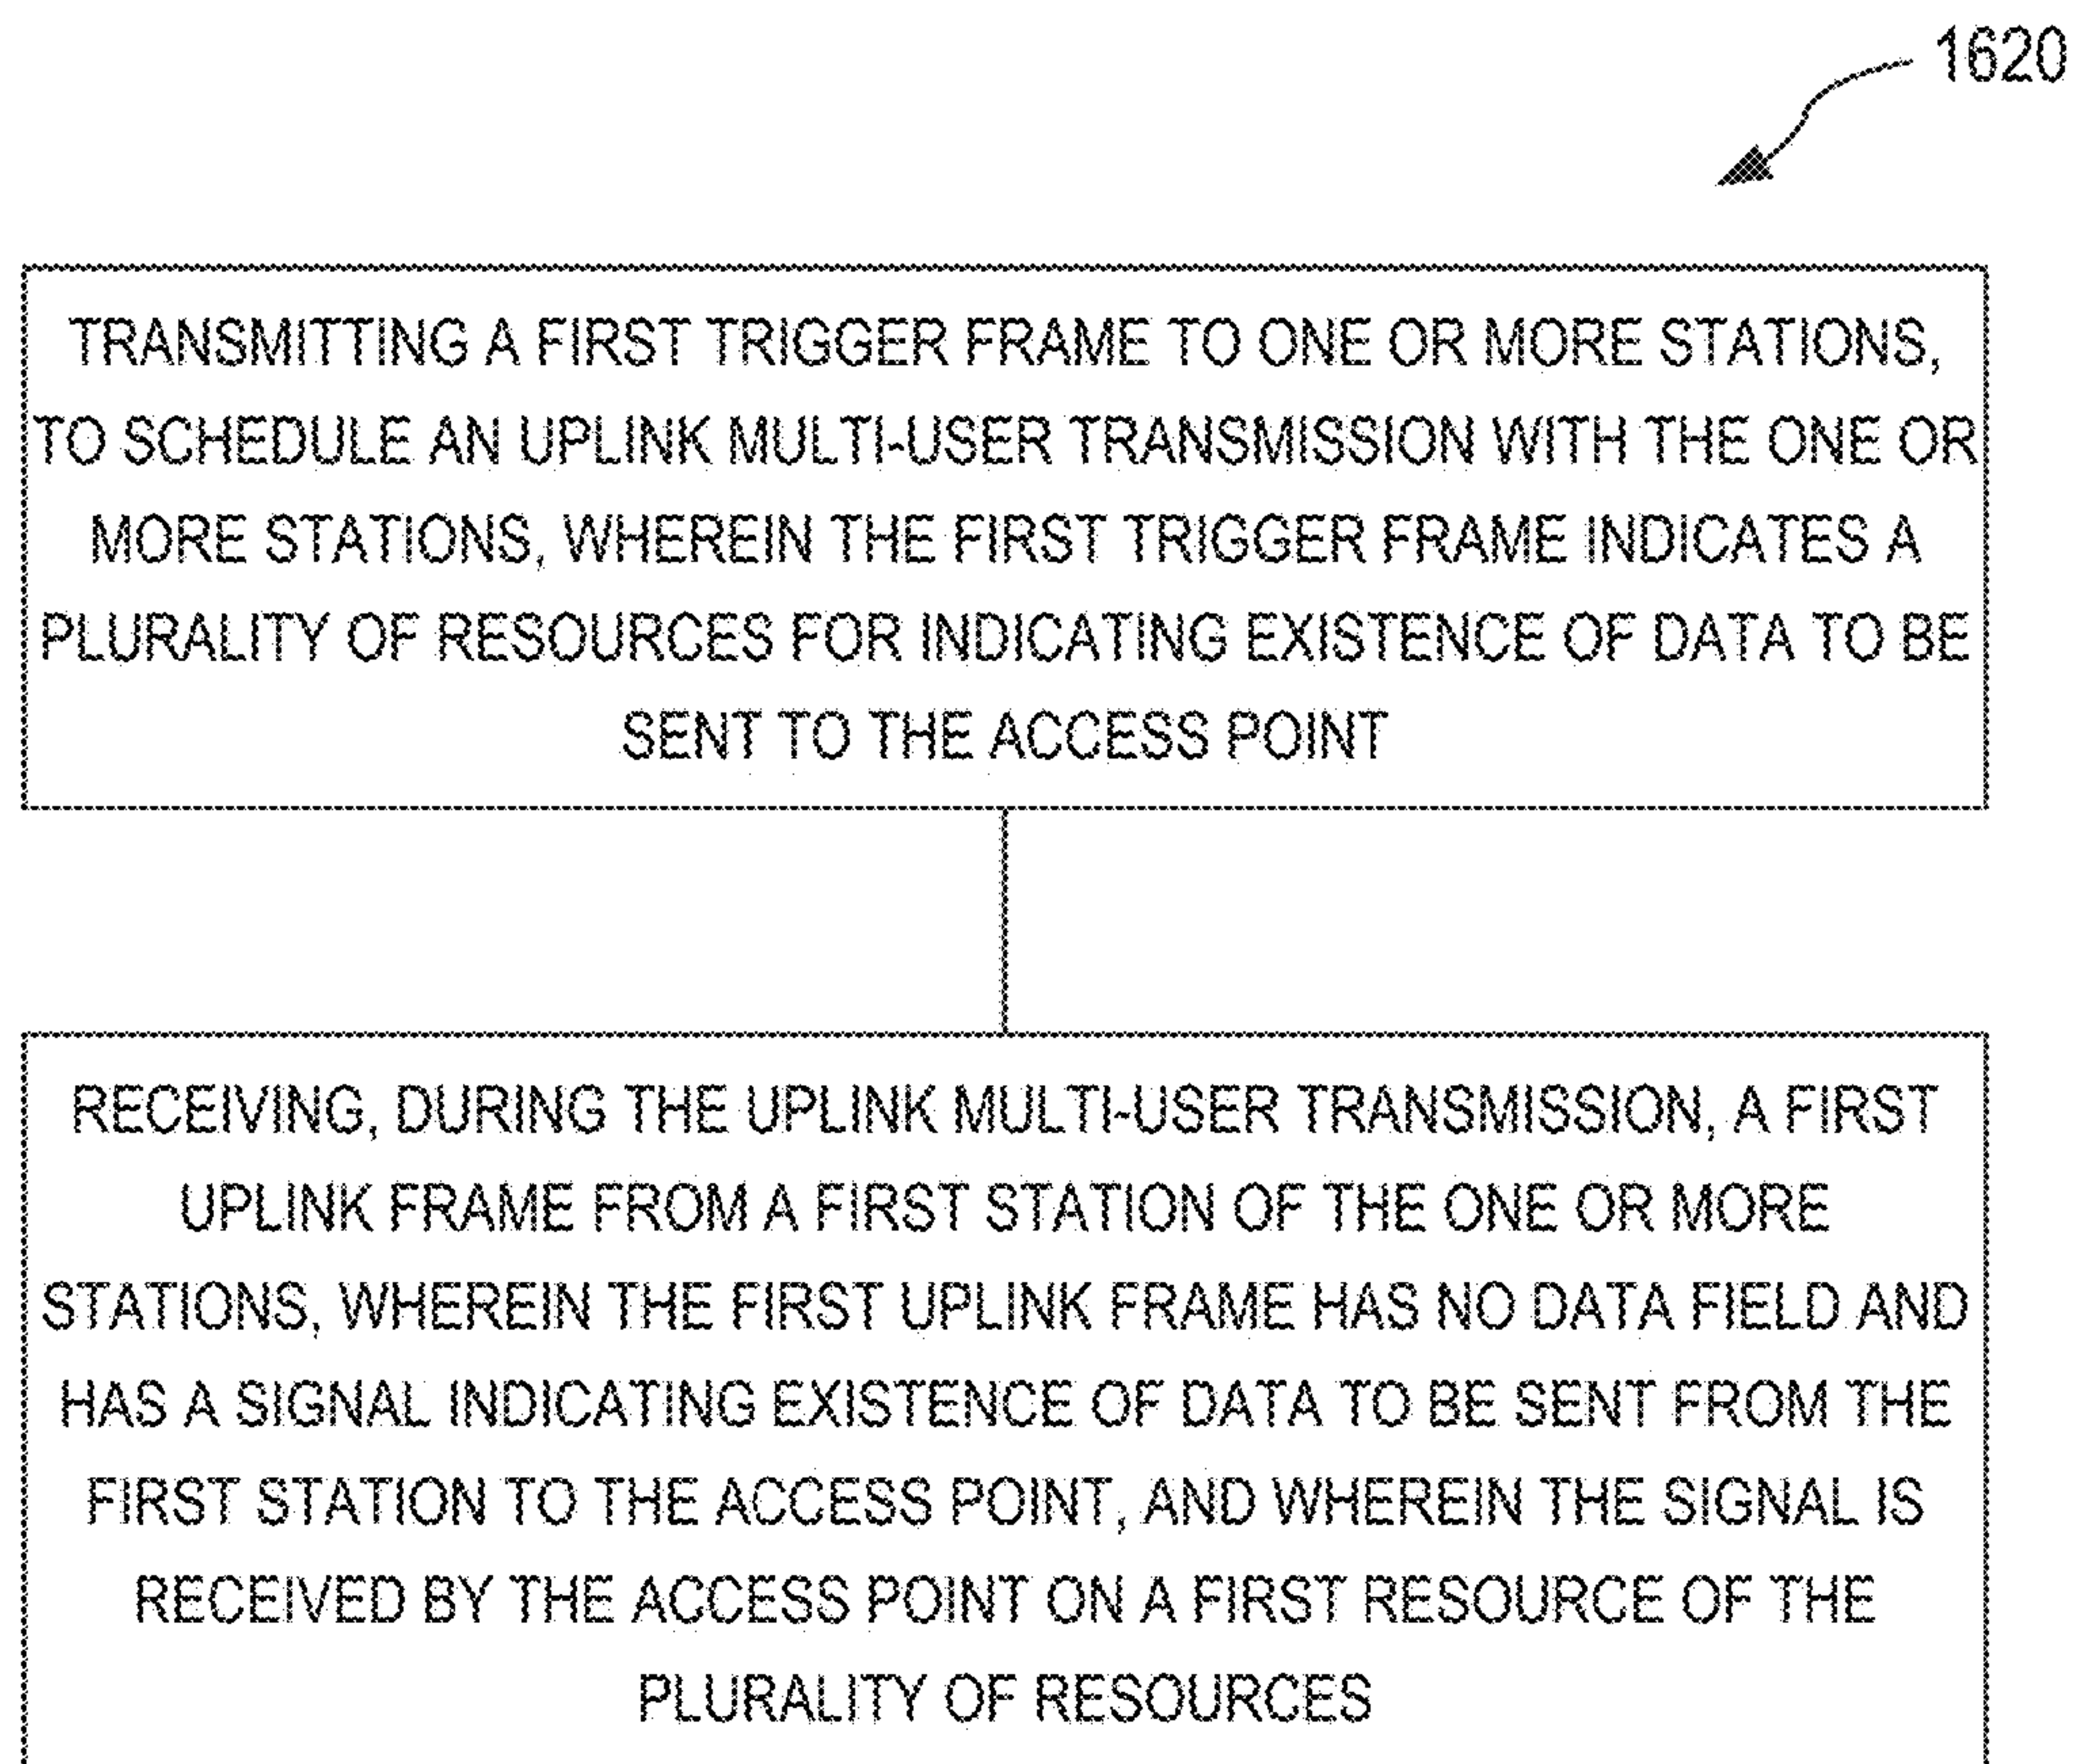 1620
TRANSMITTING A FIRST TRIGGER FRAME TO ONE OR MORE STATIONS,
TO SCHEDULE AN UPLINK MULTI-USER TRANSMISSION WITH THE ONE OR
MORE STATIONS, WHEREIN THE FIRST TRIGGER FRAME INDICATES A
PLURALITY OF RESOURCES FOR INDICATING EXISTENCE OF DATA TO BE
SENT TO THE ACCESS POINT
RECEIVING, DURING THE UPLINK MULTI-USER TRANSMISSION, A FIRST
UPLINK FRAME FROM A FIRST STATION OF THE ONE OR MORE
STATIONS, WHEREIN THE FIRST UPLINK FRAME HAS NO DATA FIELD AND
HAS A SIGNAL INDICATING EXISTENCE OF DATA TO BE SENT FROM THE
FIRST STATION TO THE ACCESS POINT, AND WHEREIN THE SIGNAL IS
RECEIVED BY THE ACCESS POINT ON A FIRST RESOURCE OF THE
PLURALITY OF RESOURCES